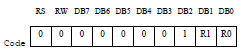 RS RW DB7 DB6 DB5 DB4 DB3 DB2 DB1 DB0
Code 0 0 0 0 0 0 0 1 R1 R0